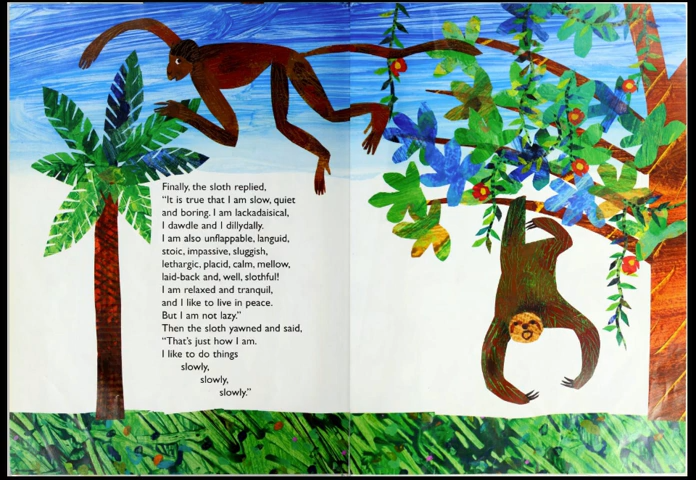 Finally, the sloth replied,
"It is true that I am slow, quiet
and boring. I am lackadaisical,
I dawdle and I dillydally.
I am also unflappable, languid,
stoic, impassive, sluggish,
lethargic, placid, calm, mellow,
laid-back and, well, slothful!
I am relaxed and tranquil,
and I like to live in peace.
But I am not lazy."
Then the sloth yawned and said,
"That's just how I am.
I like to do things
slowly,
slowly,
slowly."